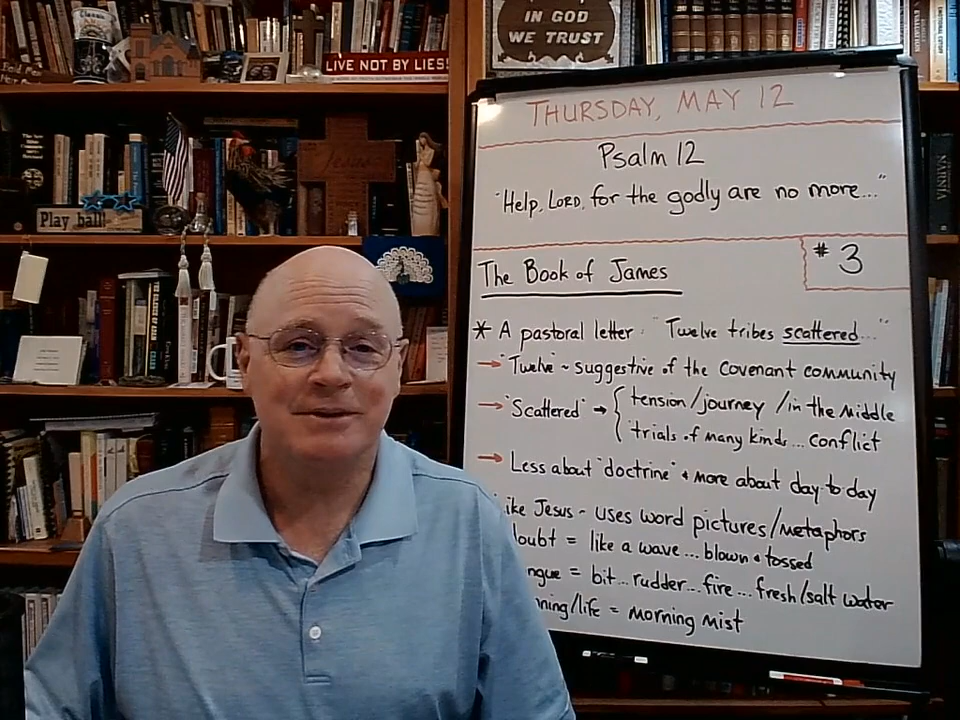 IN GOD
WE TRUST
LIVE NOT BY LIES!
Play ball!
Jesus
NARNIA
THURSDAY, MAY 12
Psalm 12
"Help, LORD, for the godly are no more..."
The Book of James
#3
* A pastoral letter: "Twelve tribes scattered..."
→ "Twelve" ~ suggestive of the covenant community
→ "Scattered" → { tension/journey/in the middle
trials of many kinds... conflict
→ Less about "doctrine" + more about day-to-day
ike Jesus ~ uses word pictures/metaphors
oubt = like a wave... blown + tossed
ngue = bit... rudder... fire... fresh/salt water
nning/life = morning mist